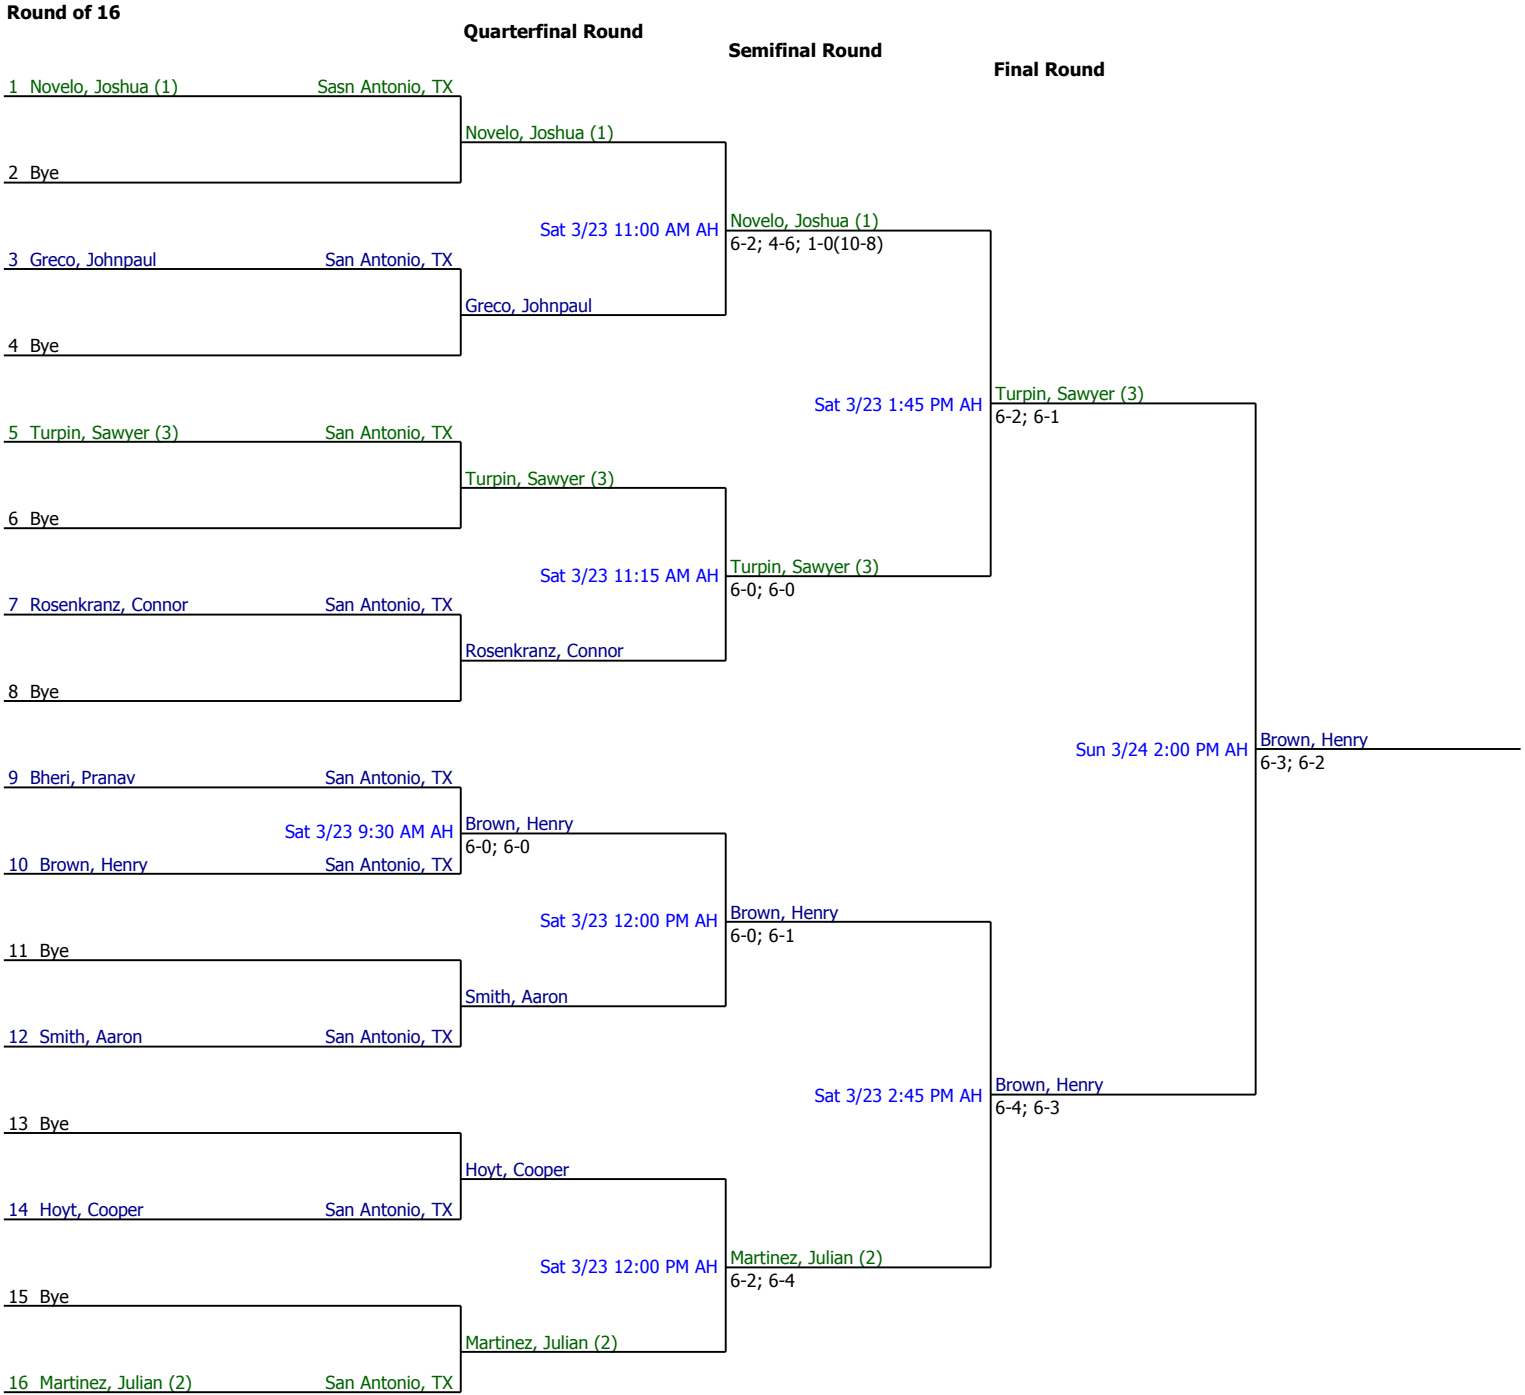 Round of 16
Quarterfinal Round
Semifinal Round
Final Round
1 Novelo, Joshua (1) Sasn Antonio, TX
Novelo, Joshua (1)
2 Bye
Sat 3/23 11:00 AM AH Novelo, Joshua (1)
6-2; 4-6; 1-0(10-8)
3 Greco, Johnpaul San Antonio, TX
Greco, Johnpaul
4 Bye
Sat 3/23 1:45 PM AH Turpin, Sawyer (3)
6-2; 6-1
5 Turpin, Sawyer (3) San Antonio, TX
Turpin, Sawyer (3)
6 Bye
Sat 3/23 11:15 AM AH Turpin, Sawyer (3)
6-0; 6-0
7 Rosenkranz, Connor San Antonio, TX
Rosenkranz, Connor
8 Bye
Sun 3/24 2:00 PM AH Brown, Henry
6-3; 6-2
9 Bheri, Pranav San Antonio, TX
Sat 3/23 9:30 AM AH Brown, Henry
6-0; 6-0
10 Brown, Henry San Antonio, TX
Sat 3/23 12:00 PM AH Brown, Henry
6-0; 6-1
11 Bye
Smith, Aaron
12 Smith, Aaron San Antonio, TX
Sat 3/23 2:45 PM AH Brown, Henry
6-4; 6-3
13 Bye
Hoyt, Cooper
14 Hoyt, Cooper San Antonio, TX
Sat 3/23 12:00 PM AH Martinez, Julian (2)
6-2; 6-4
15 Bye
Martinez, Julian (2)
16 Martinez, Julian (2) San Antonio, TX